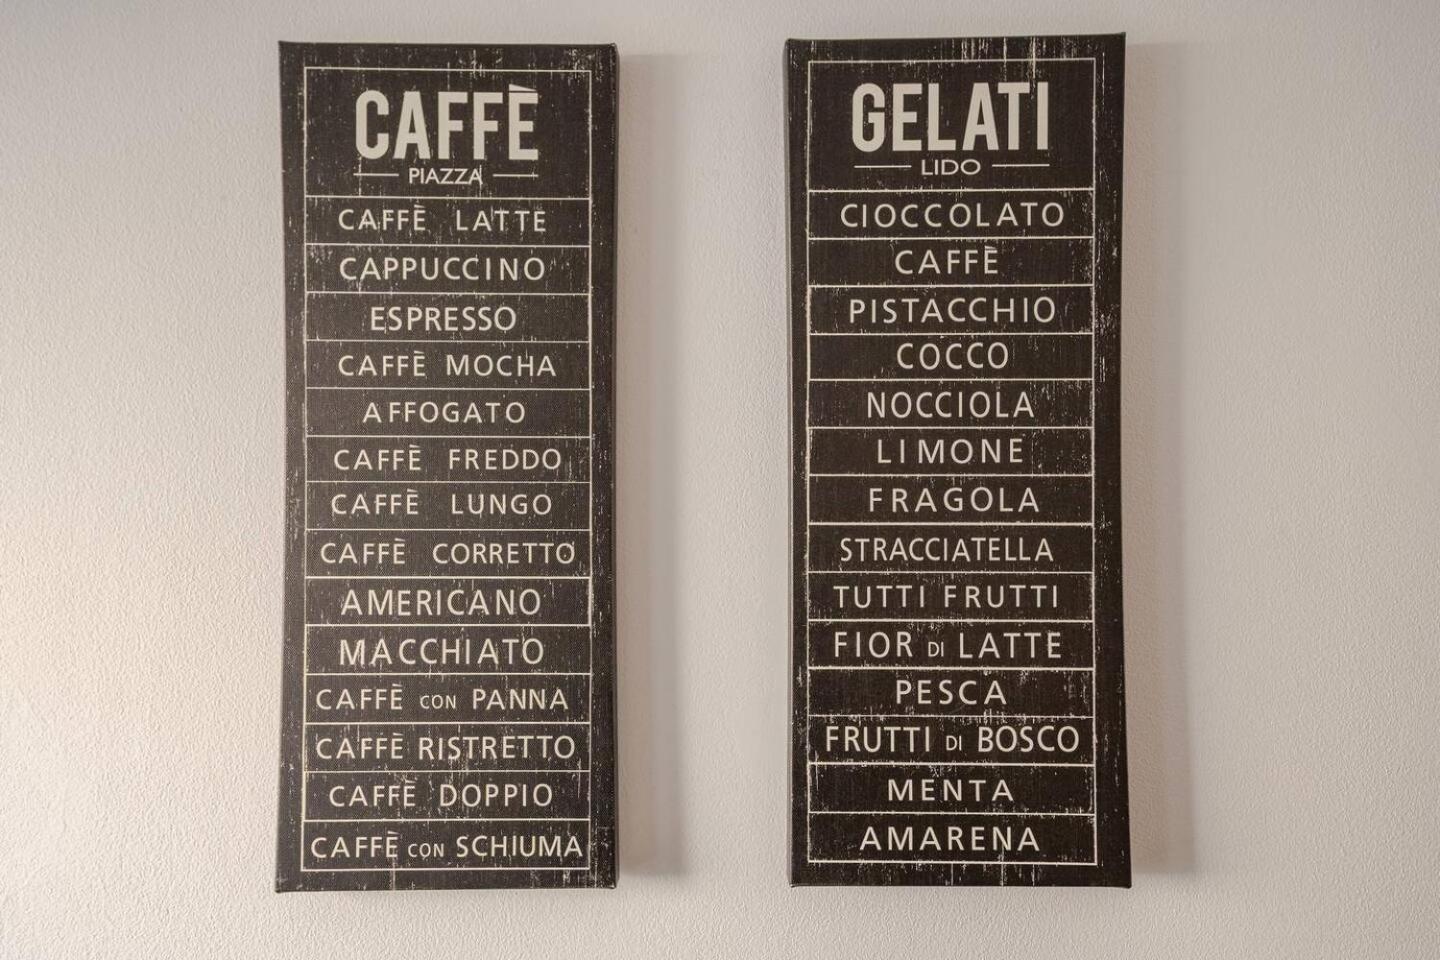 CAFFÈ
PIAZZA
CAFFÈ LATTE
CAPPUCCINO
ESPRESSO
CAFFÈ MOCHA
AFFOGATO
CAFFÈ FREDDO
CAFFÈ LUNGO
CAFFÈ CORRETTO
AMERICANO
MACCHIATO
CAFFÈ CON PANNA
CAFFÈ RISTRETTO
CAFFÈ DOPPIO
CAFFÈ CON SCHIUMA
GELATI
LIDO
CIOCCOLATO
CAFFÈ
PISTACCHIO
COCCO
NOCCIOLA
LIMONE
FRAGOLA
STRACCIATELLA
TUTTI FRUTTI
FIOR DI LATTE
PESCA
FRUTTI DI BOSCO
MENTA
AMARENA